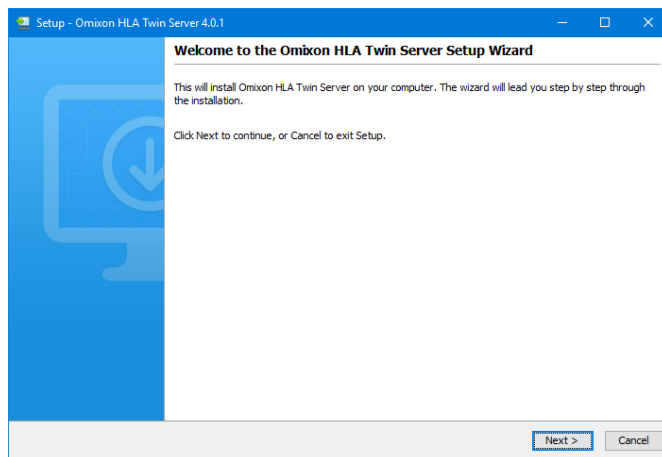 Setup - Omixon HLA Twin Server 4.0.1
Welcome to the Omixon HLA Twin Server Setup Wizard
This will install Omixon HLA Twin Server on your computer. The wizard will lead you step by step through
the installation.
Click Next to continue, or Cancel to exit Setup.
Next > Cancel